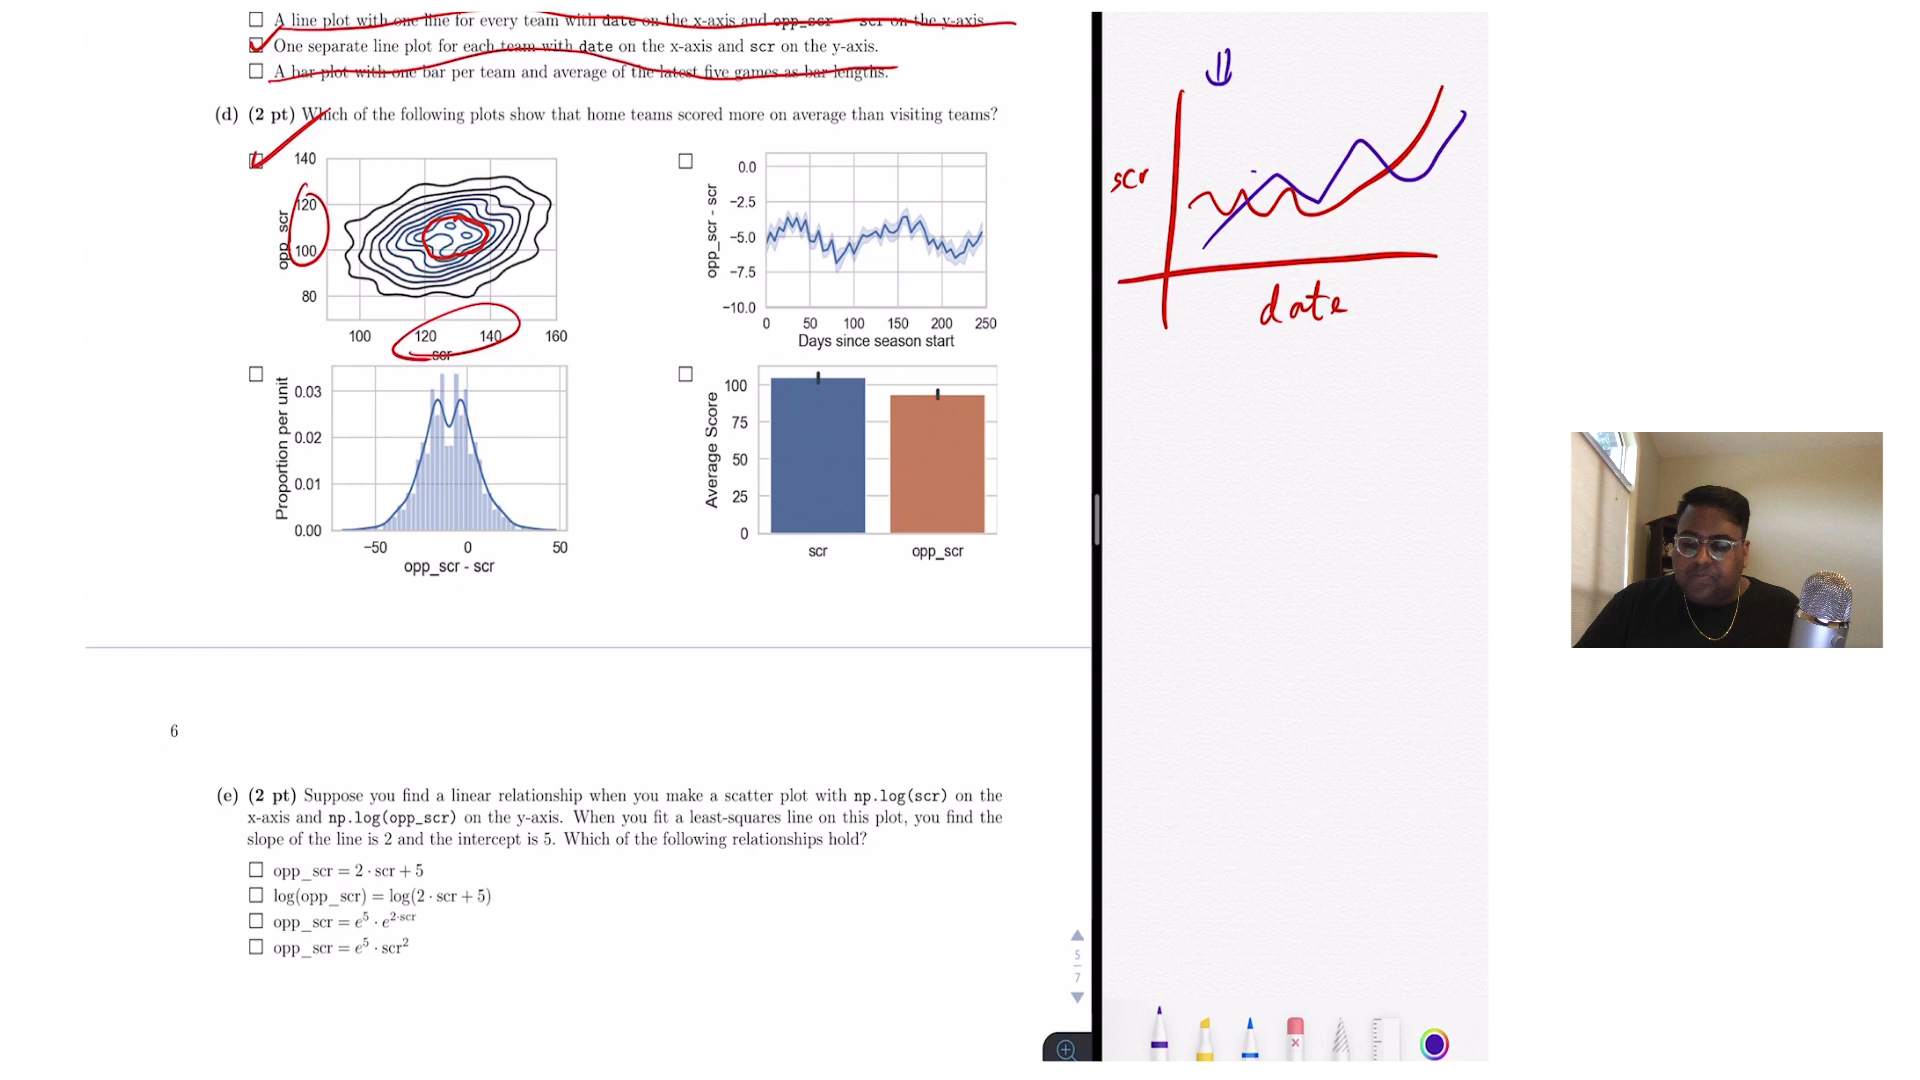 A line plot with one line for every team with date on the x-axis and opp_scr - scr on the y-axis
One separate line plot for each team with date on the x-axis and scr on the y-axis.
A bar plot with one bar per team and average of the latest five games as bar lengths.
(d) (2 pt) Which of the following plots show that home teams scored more on average than visiting teams?
140
120
100
80
opp_scr
100 120 140 160
scr
0.0
−2.5
−5.0
−7.5
−10.0
opp_scr - scr
0 50 100 150 200 250
Days since season start
0.03
0.02
0.01
0.00
Proportion per unit
−50 0 50
opp_scr - scr
100
75
50
25
0
Average Score
scr opp_scr
6
(e) (2 pt) Suppose you find a linear relationship when you make a scatter plot with np.log(scr) on the
x-axis and np.log(opp_scr) on the y-axis. When you fit a least-squares line on this plot, you find the
slope of the line is 2 and the intercept is 5. Which of the following relationships hold?
opp_scr = 2 · scr + 5
log(opp_scr) = log(2 · scr + 5)
opp_scr = e⁵ · e^{2·scr}
opp_scr = e⁵ · scr²
5
7
scr
date